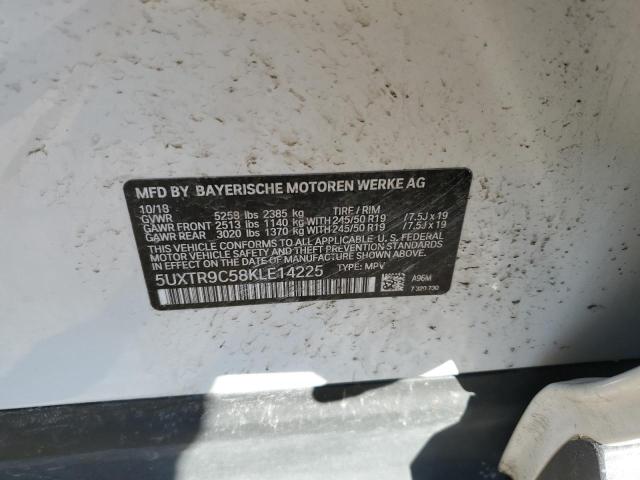 MFD BY BAYERISCHE MOTOREN WERKE AG
10/18
GVWR 5258 lbs 2385 kg TIRE / RIM
GAWR FRONT 2513 lbs 1140 kg WITH 245/50 R19 /7.5J x 19
GAWR REAR 3020 lbs 1370 kg WITH 245/50 R19 /7.5J x 19
THIS VEHICLE CONFORMS TO ALL APPLICABLE U.S. FEDERAL
MOTOR VEHICLE SAFETY AND THEFT PREVENTION STANDARDS
IN EFFECT ON THE DATE OF MANUFACTURE SHOWN ABOVE.
5UXTR9C58KLE14225 TYPE: MPV
A96M
7 320 730